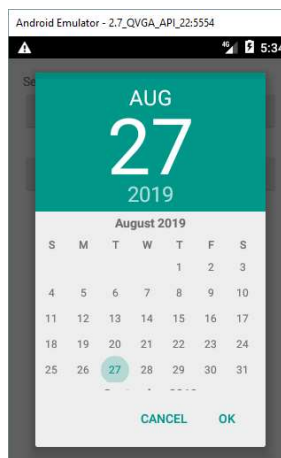 Android Emulator - 2.7_QVGA_API_22:5554
4G 5:34
Se
AUG
27
2019
August 2019
S M T W T F S
1 2 3
4 5 6 7 8 9 10
11 12 13 14 15 16 17
18 19 20 21 22 23 24
25 26 27 28 29 30 31
CANCEL OK